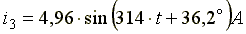 i₃ = 4,96 · sin(314 · t + 36,2°)A